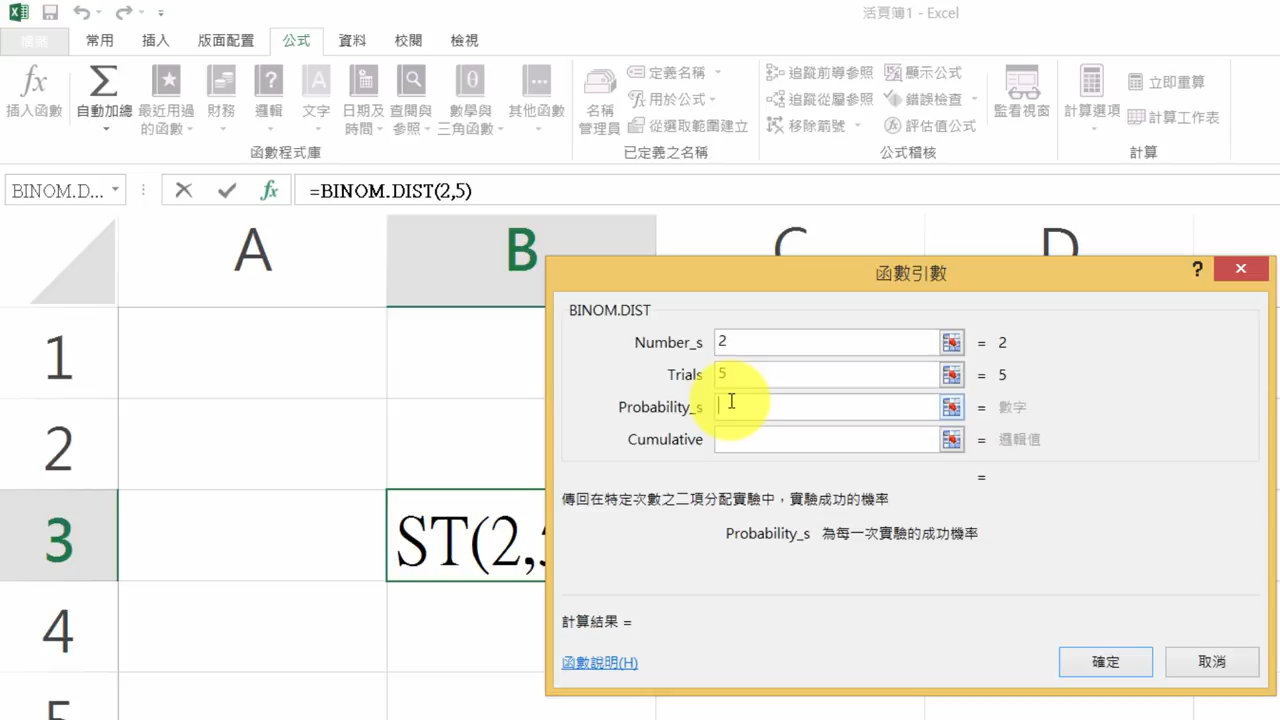 活頁簿1 - Excel
檔案 常用 插入 版面配置 公式 資料 校閱 檢視
fx 插入函數
Σ 自動加總
最近用過的函數
財務
? 邏輯
A 文字
日期及時間
查閱與參照
θ 數學與三角函數
其他函數
函數程式庫
名稱管理員
定義名稱
用於公式
從選取範圍建立
已定義之名稱
追蹤前導參照
追蹤從屬參照
移除箭號
顯示公式
錯誤檢查
評估值公式
監看視窗
公式稽核
計算選項
立即重算
計算工作表
計算
BINOM.D... fx =BINOM.DIST(2,5)
A B C D
1
2
3 ST(2,5
4
5
函數引數 ?
BINOM.DIST
Number_s 2 = 2
Trials 5 = 5
Probability_s = 數字
Cumulative = 邏輯值
=
傳回在特定次數之二項分配實驗中，實驗成功的機率
Probability_s 為每一次實驗的成功機率
計算結果 =
函數說明(H) 確定 取消